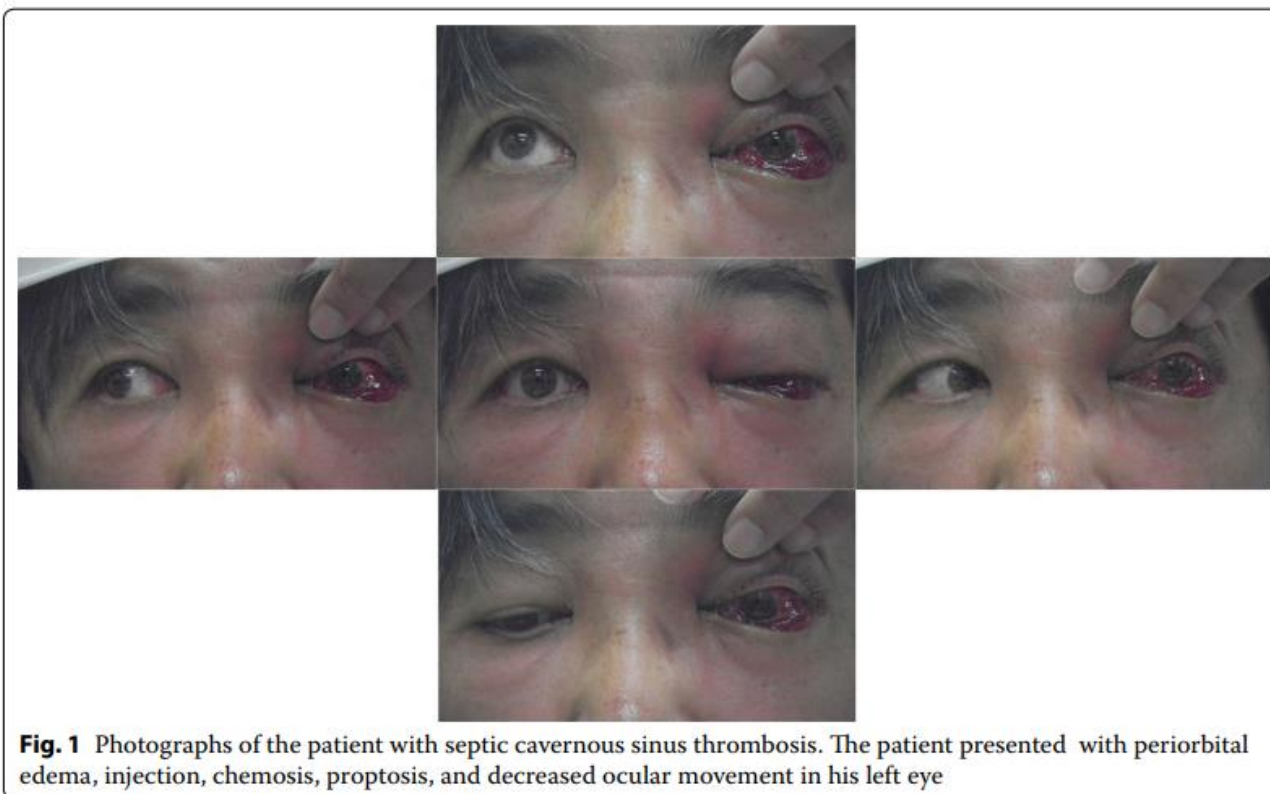 Fig. 1 Photographs of the patient with septic cavernous sinus thrombosis. The patient presented with periorbital
edema, injection, chemosis, proptosis, and decreased ocular movement in his left eye